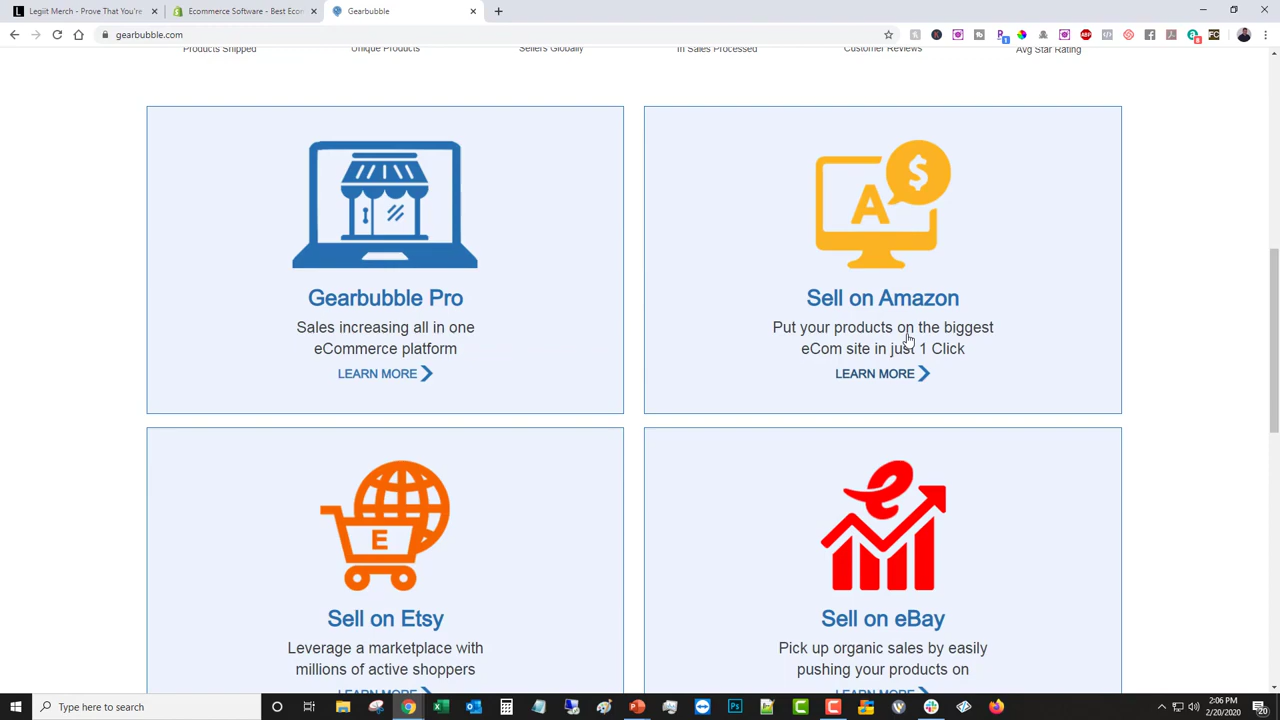 Legiit Merch - Prove That You're
Ecommerce Software - Best Ecom
Gearbubble
gearbubble.com
Products Shipped
Unique Products
Sellers Globally
In Sales Processed
Customer Reviews
Avg Star Rating
Gearbubble Pro
Sales increasing all in one
eCommerce platform
LEARN MORE
A
$
Sell on Amazon
Put your products on the biggest
eCom site in just 1 Click
LEARN MORE
E
Sell on Etsy
Leverage a marketplace with
millions of active shoppers
LEARN MORE
e
Sell on eBay
Pick up organic sales by easily
pushing your products on
LEARN MORE
Type here to search
2:06 PM
2/20/2020